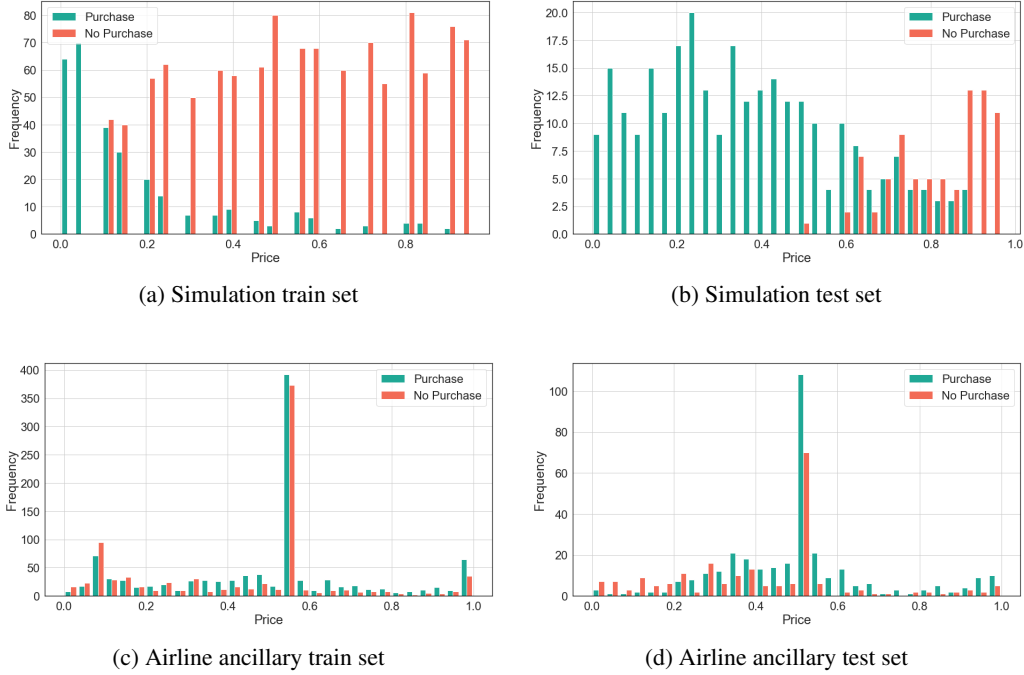 80
70
60
50
40
30
20
10
0
Frequency
Purchase
No Purchase
0.0 0.2 0.4 0.6 0.8
Price
(a) Simulation train set
20.0
17.5
15.0
12.5
10.0
7.5
5.0
2.5
0.0
Frequency
Purchase
No Purchase
0.0 0.2 0.4 0.6 0.8 1.0
Price
(b) Simulation test set
400
350
300
250
200
150
100
50
0
Frequency
Purchase
No Purchase
0.0 0.2 0.4 0.6 0.8 1.0
Price
(c) Airline ancillary train set
100
80
60
40
20
0
Frequency
Purchase
No Purchase
0.0 0.2 0.4 0.6 0.8 1.0
Price
(d) Airline ancillary test set